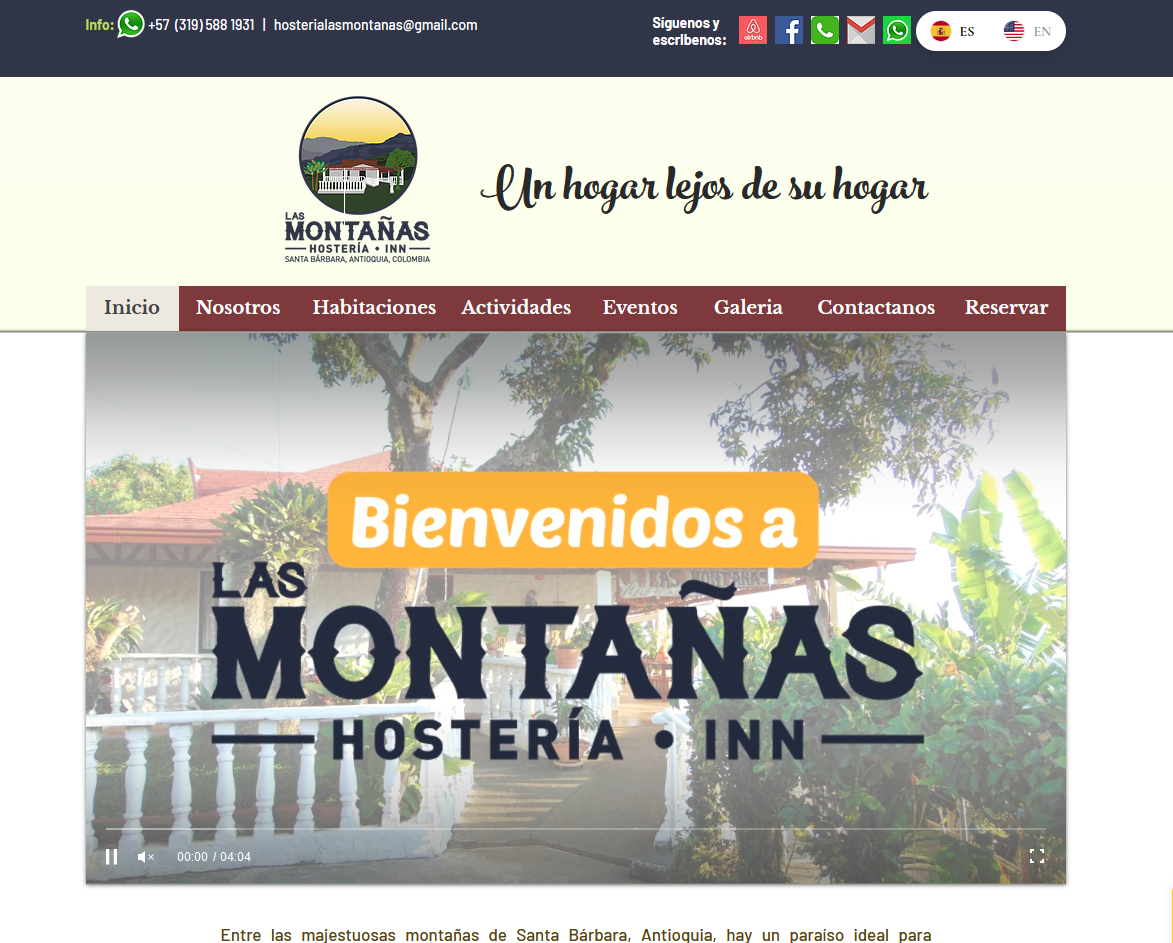 Info: +57 (319) 588 1931 | hosterialasmontanas@gmail.com
Síguenos y
escríbenos:
airbnb
ES EN
LAS
MONTAÑAS
HOSTERÍA • INN
SANTA BÁRBARA, ANTIOQUIA, COLOMBIA
Un hogar lejos de su hogar
Inicio Nosotros Habitaciones Actividades Eventos Galeria Contactanos Reservar
Bienvenidos a
LAS
MONTAÑAS
HOSTERÍA • INN
LAS MONTAÑAS
00:00 / 04:04
Entre las majestuosas montañas de Santa Bárbara, Antioquia, hay un paraíso ideal para